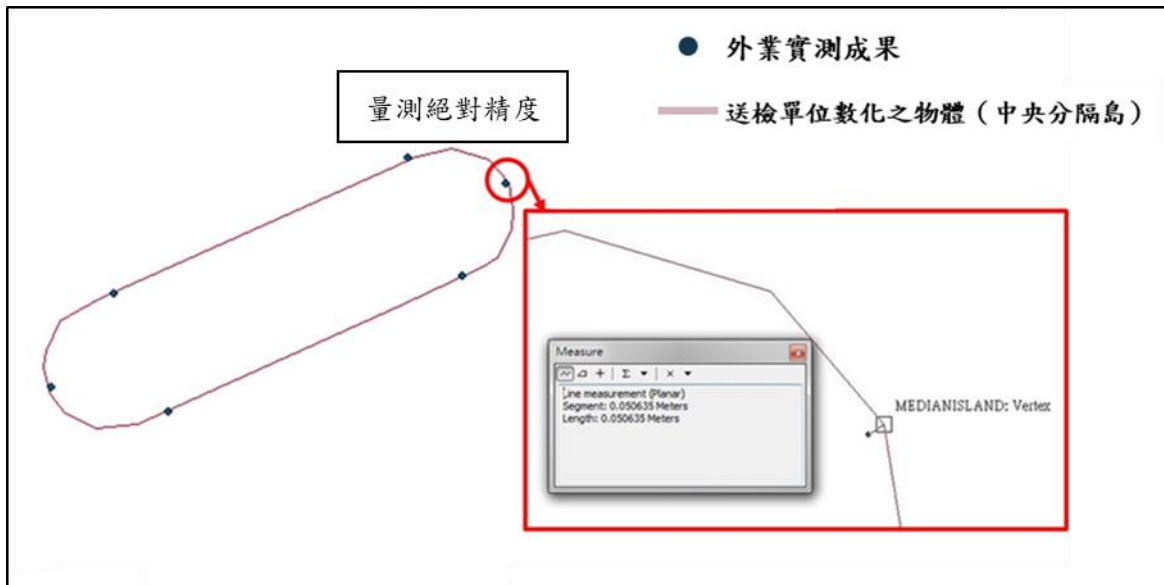 外業實測成果
量測絕對精度
送檢單位數化之物體（中央分隔島）
Measure
Line measurement (Planar)
Segment: 0.050635 Meters
Length: 0.050635 Meters
MEDIANISLAND: Vertex